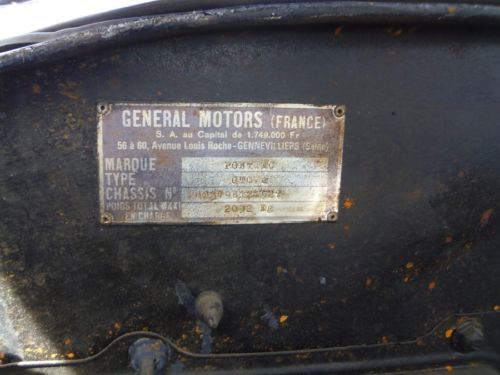 GENERAL MOTORS (FRANCE)
S. A. au Capital de 1.749.000 Fr
56 à 60, Avenue Louis Roche - GENNEVILLIERS (Seine)
MARQUE PONTIAC
TYPE
CHASSIS N°
POIDS TOTAL MAXI
EN CHARGE 2092 Kg